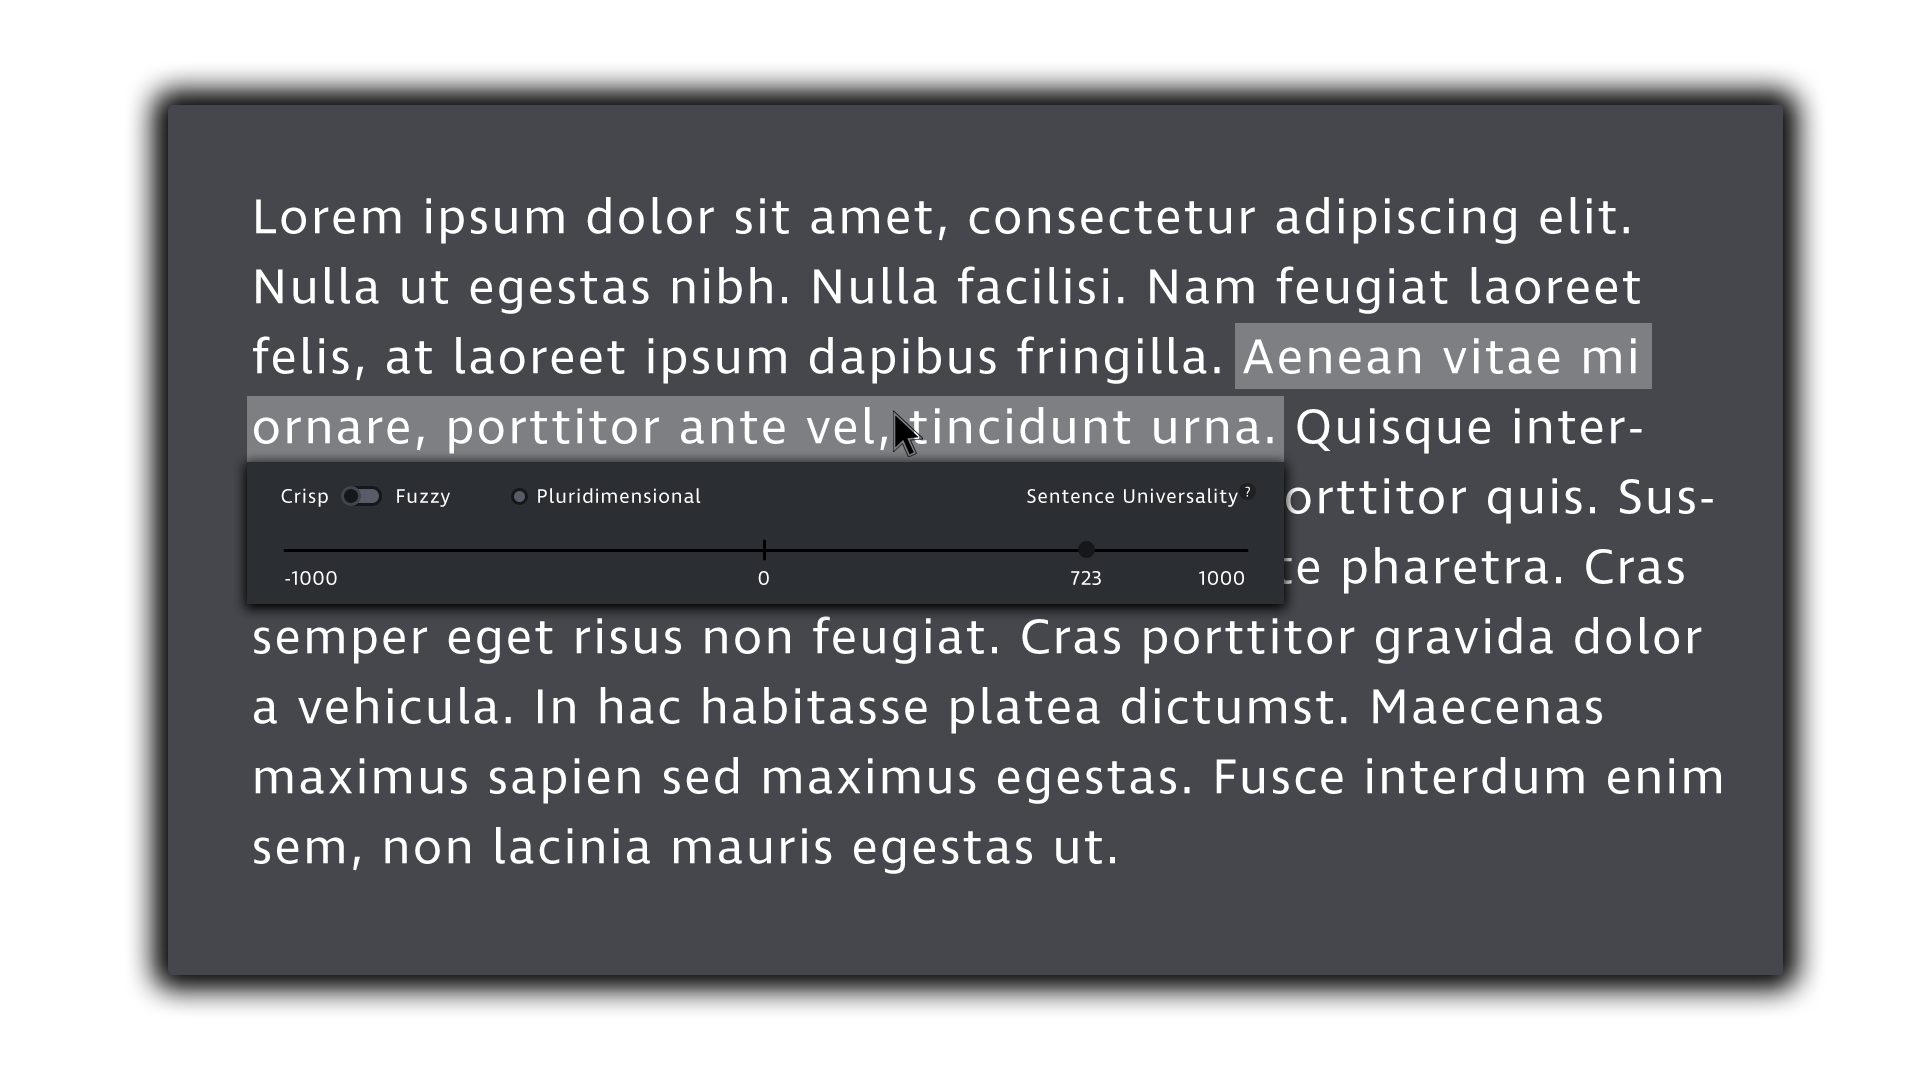 Lorem ipsum dolor sit amet, consectetur adipiscing elit.
Nulla ut egestas nibh. Nulla facilisi. Nam feugiat laoreet
felis, at laoreet ipsum dapibus fringilla. Aenean vitae mi
ornare, porttitor ante vel, tincidunt urna. Quisque inter-
Crisp Fuzzy Pluridimensional Sentence Universality ?
orttitor quis. Sus-
-1000 0 723 1000
te pharetra. Cras
semper eget risus non feugiat. Cras porttitor gravida dolor
a vehicula. In hac habitasse platea dictumst. Maecenas
maximus sapien sed maximus egestas. Fusce interdum enim
sem, non lacinia mauris egestas ut.